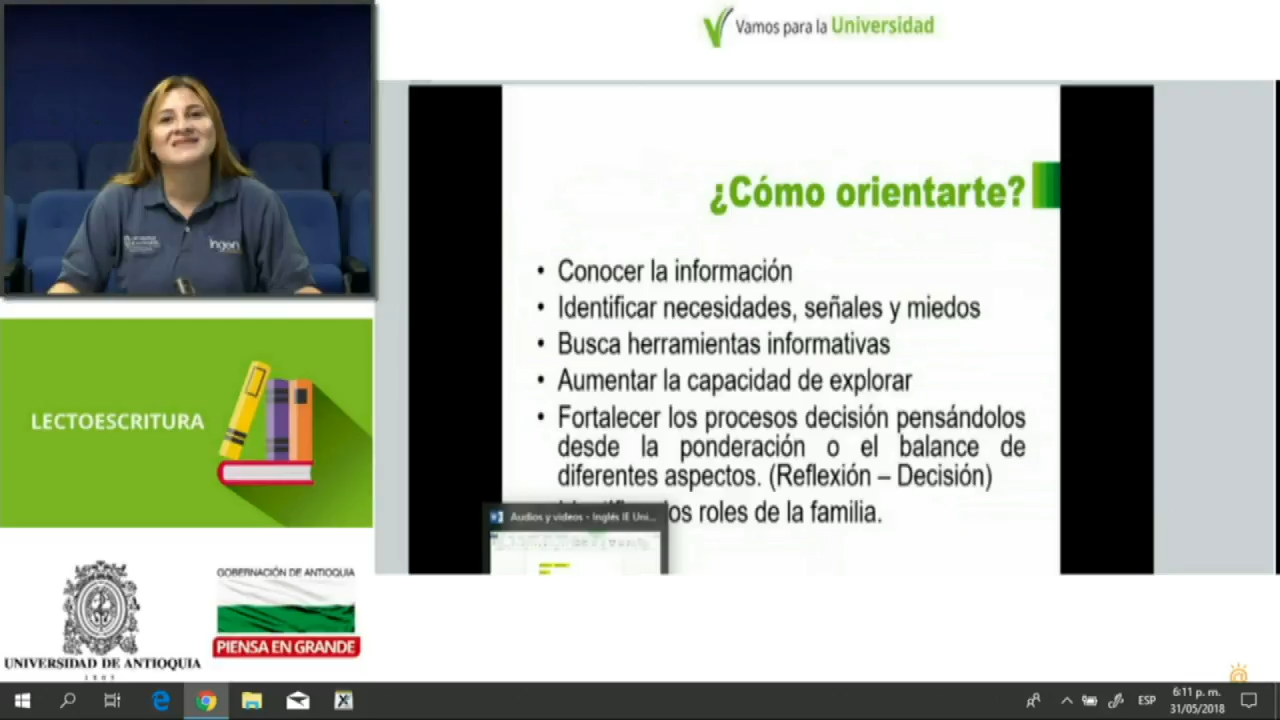 Vamos para la Universidad
¿Cómo orientarte?
• Conocer la información
• Identificar necesidades, señales y miedos
• Busca herramientas informativas
• Aumentar la capacidad de explorar
• Fortalecer los procesos decisión pensándolos
desde la ponderación o el balance de
diferentes aspectos. (Reflexión – Decisión)
os roles de la familia.
Audios y videos - Inglés IE Uni...
ingen
LECTOESCRITURA
UNIVERSIDAD DE ANTIOQUIA
1803
GOBERNACIÓN DE ANTIOQUIA
PIENSA EN GRANDE
ESP
6:11 p. m.
31/05/2018